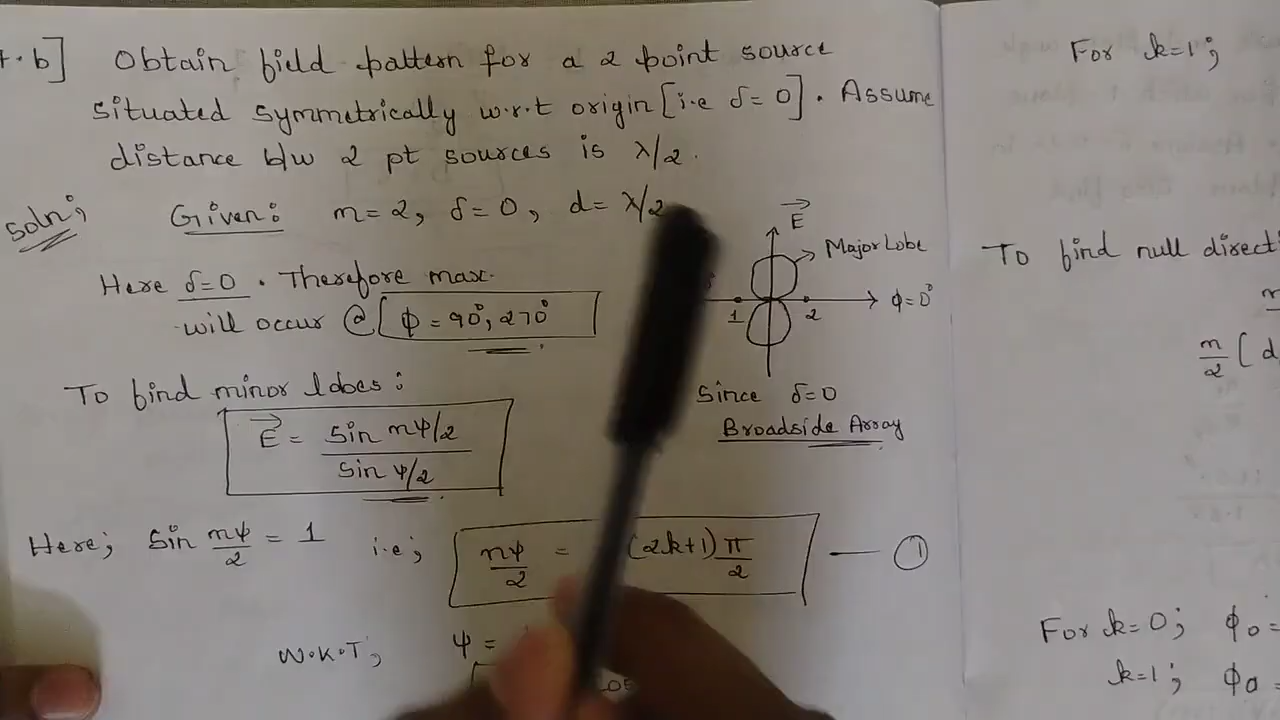 b] Obtain field pattern for a 2 point source
situated symmetrically w.r.t origin [i.e δ=0]. Assume
distance b/w 2 pt sources is λ/2.
Soln;
Given: n=2, δ=0, d=λ/2
Here δ=0. Therefore max.
will occur @ ϕ=90°, 270°
E→
Major Lobe
ϕ=0°
1 2
Since δ=0
Broadside Array
To find minor lobes:
E→ = Sin nψ/2 / Sin ψ/2
Here; Sin nψ/2 = 1 i.e; nψ/2 = (2k+1) π/2 — ①
W.K.T; ψ =
For k=1;
To find null direct
n/2 [d
For k=0; ϕ0=
k=1; ϕ0=